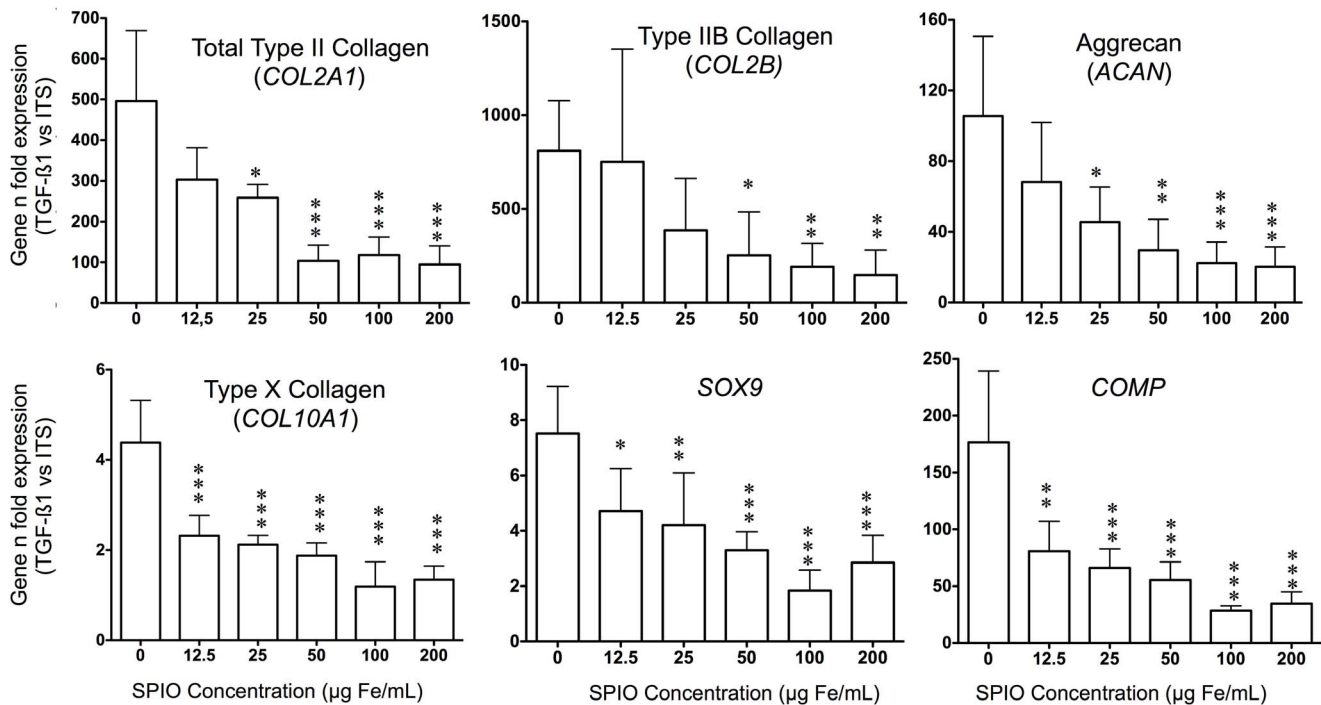 Gene n fold expression
(TGF-ß1 vs ITS)
Total Type II Collagen
(COL2A1)
700
600
500
400
300
200
100
0
*
***
***
***
0 12,5 25 50 100 200
Type IIB Collagen
(COL2B)
1500
1000
500
0
*
**
**
0 12.5 25 50 100 200
Aggrecan
(ACAN)
160
120
80
40
0
*
**
***
***
0 12.5 25 50 100 200
Gene n fold expression
(TGF-ß1 vs ITS)
Type X Collagen
(COL10A1)
6
4
2
0
***
***
***
***
***
0 12.5 25 50 100 200
SPIO Concentration (µg Fe/mL)
SOX9
10
8
6
4
2
0
*
**
***
***
***
0 12.5 25 50 100 200
SPIO Concentration (µg Fe/mL)
COMP
250
200
150
100
50
0
**
***
***
***
***
0 12.5 25 50 100 200
SPIO Concentration (µg Fe/mL)